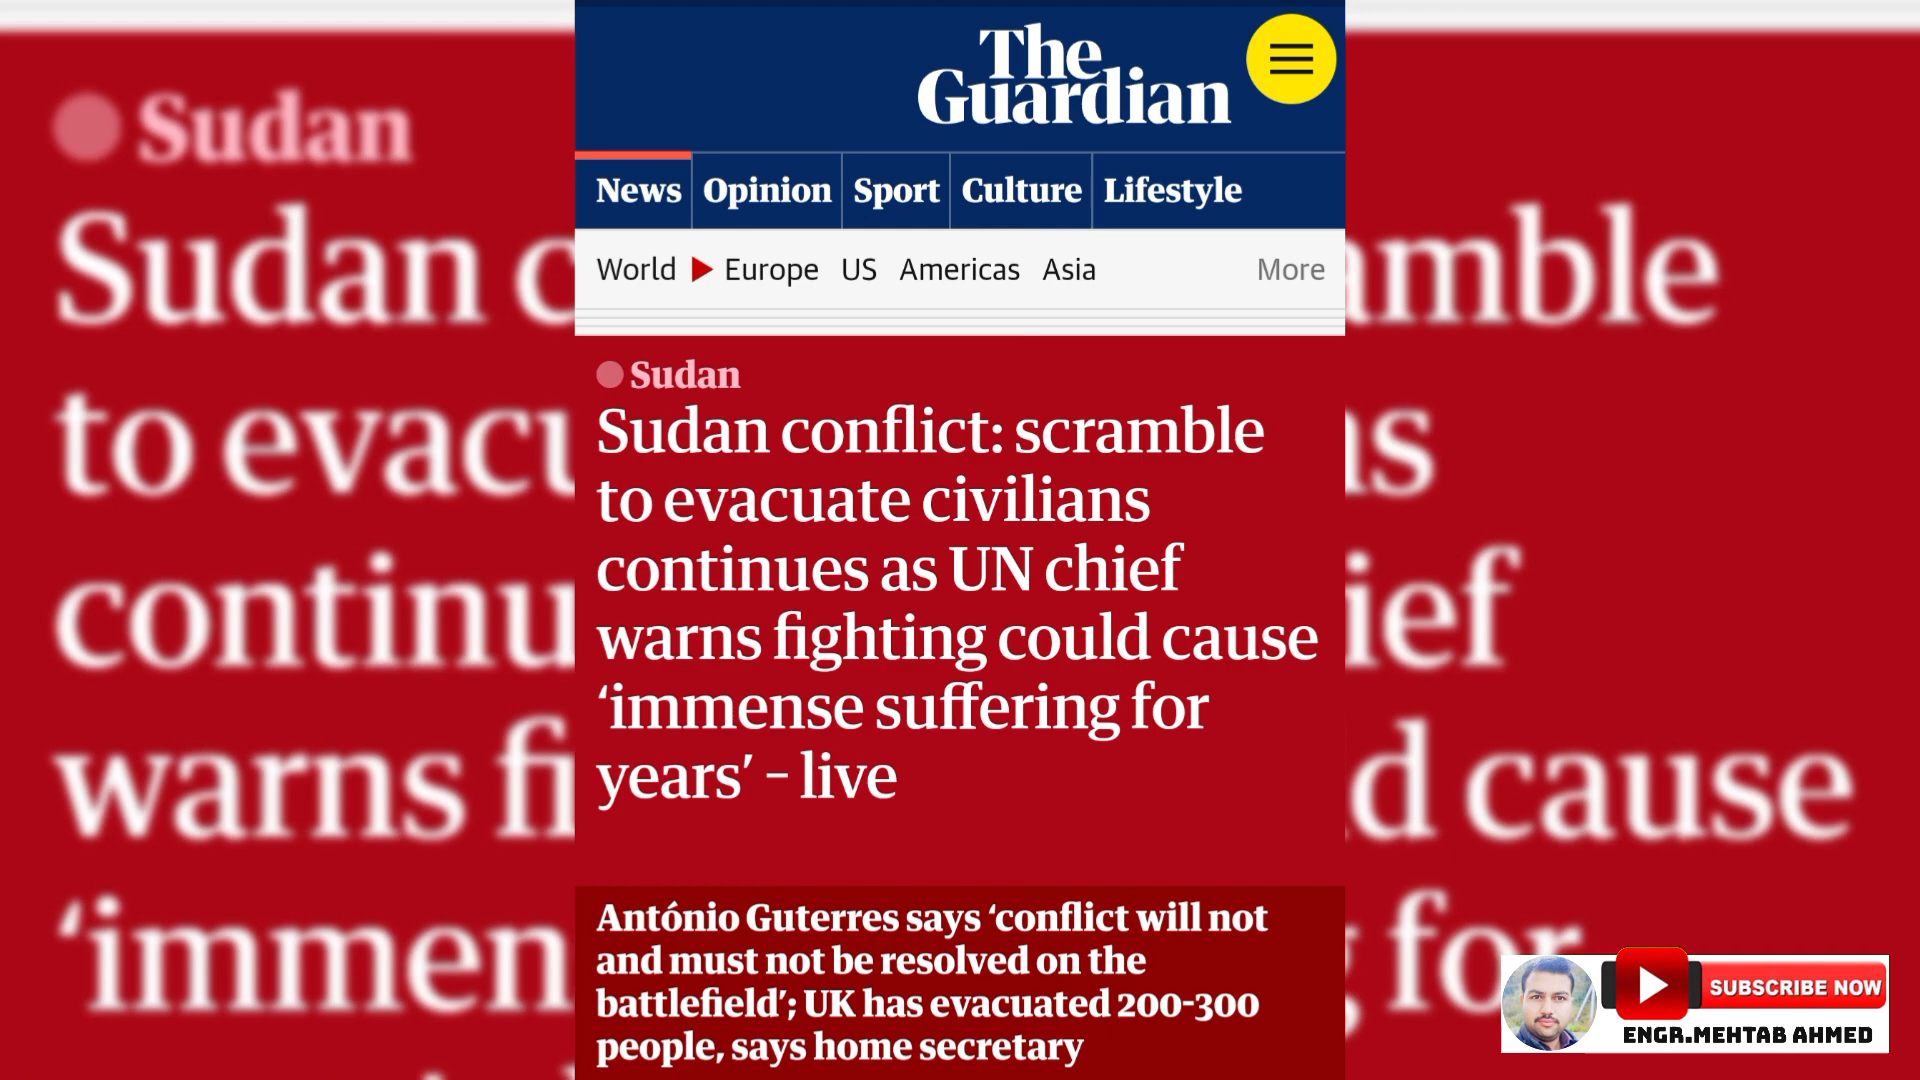 The
Guardian
News Opinion Sport Culture Lifestyle
World Europe US Americas Asia More
Sudan
Sudan conflict: scramble
to evacuate civilians
continues as UN chief
warns fighting could cause
‘immense suffering for
years’ – live
António Guterres says ‘conflict will not
and must not be resolved on the
battlefield’; UK has evacuated 200-300
people, says home secretary
SUBSCRIBE NOW
ENGR.MEHTAB AHMED